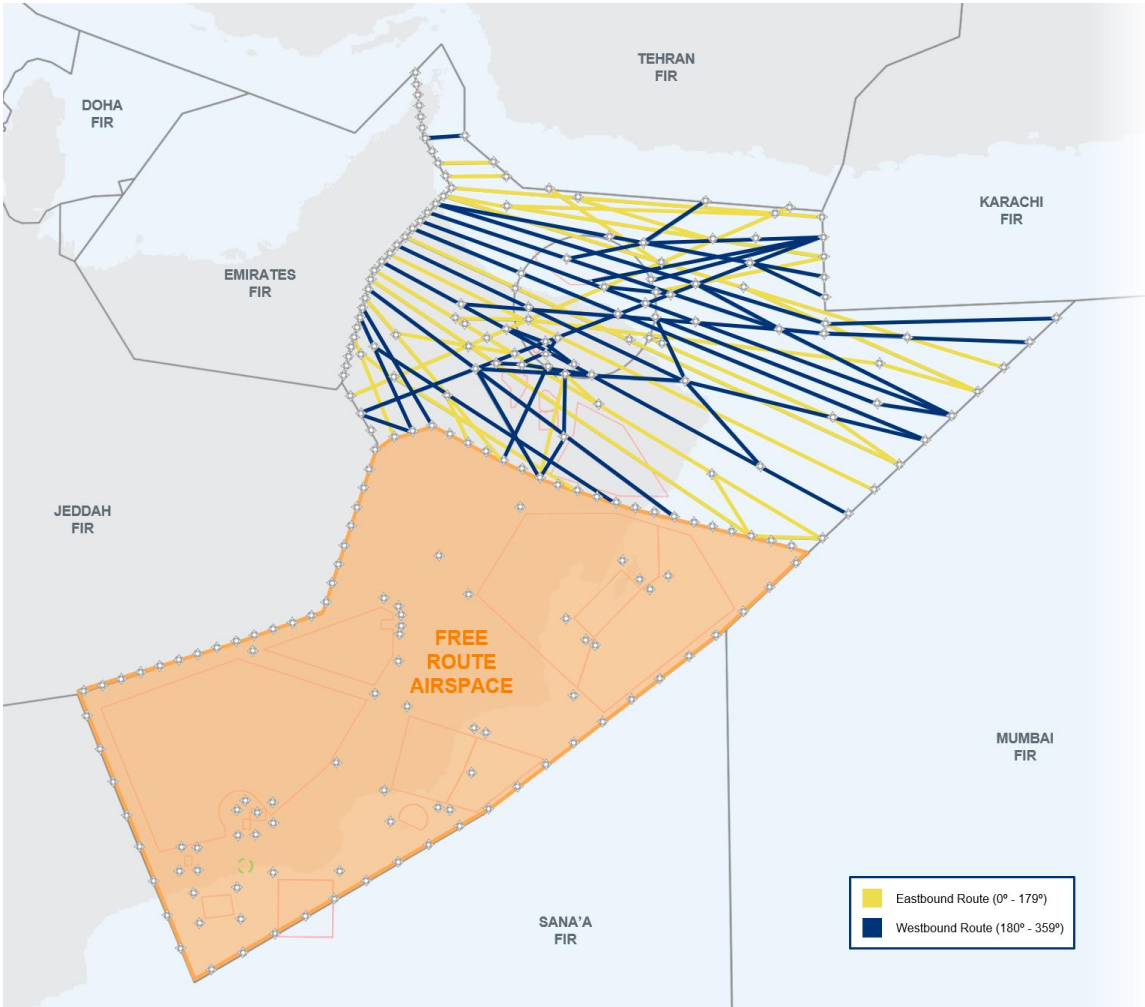 TEHRAN
FIR
DOHA
FIR
KARACHI
FIR
EMIRATES
FIR
JEDDAH
FIR
FREE
ROUTE
AIRSPACE
MUMBAI
FIR
SANA'A
FIR
Eastbound Route (0º - 179º)
Westbound Route (180º - 359º)